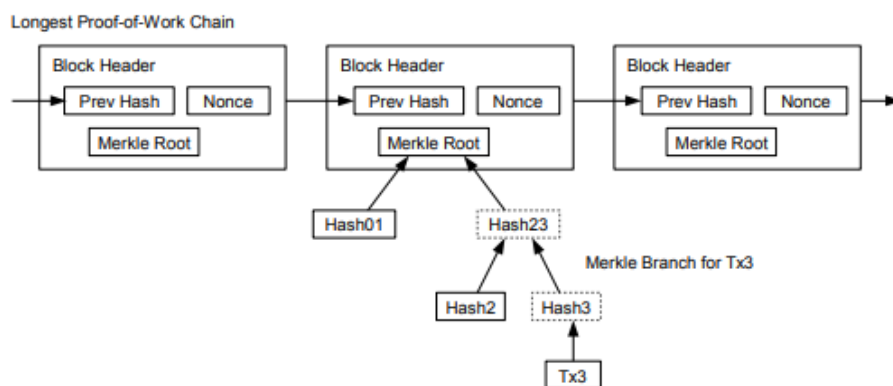 Longest Proof-of-Work Chain
Block Header Block Header Block Header
Prev Hash Nonce Prev Hash Nonce Prev Hash Nonce
Merkle Root Merkle Root Merkle Root
Hash01 Hash23
Merkle Branch for Tx3
Hash2 Hash3
Tx3